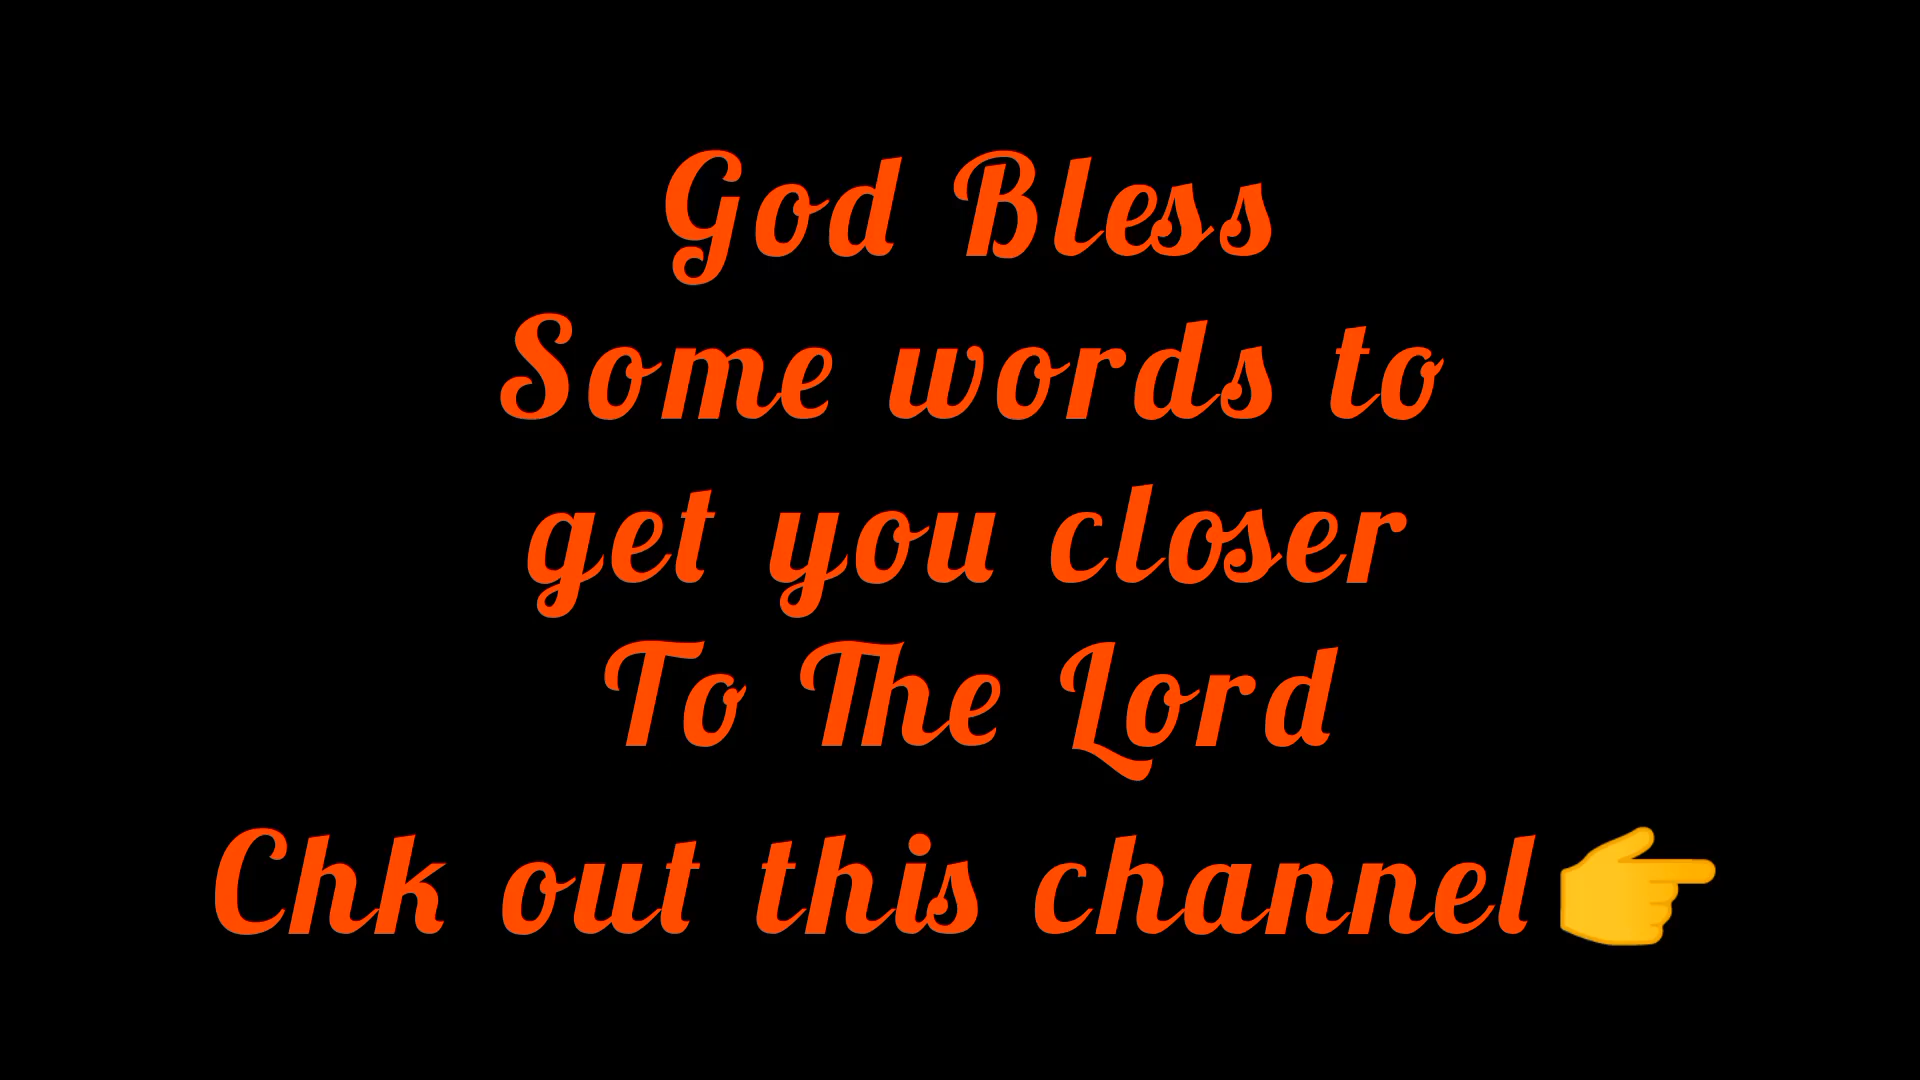 God Bless
Some words to
get you closer
To The Lord
Chk out this channel👉